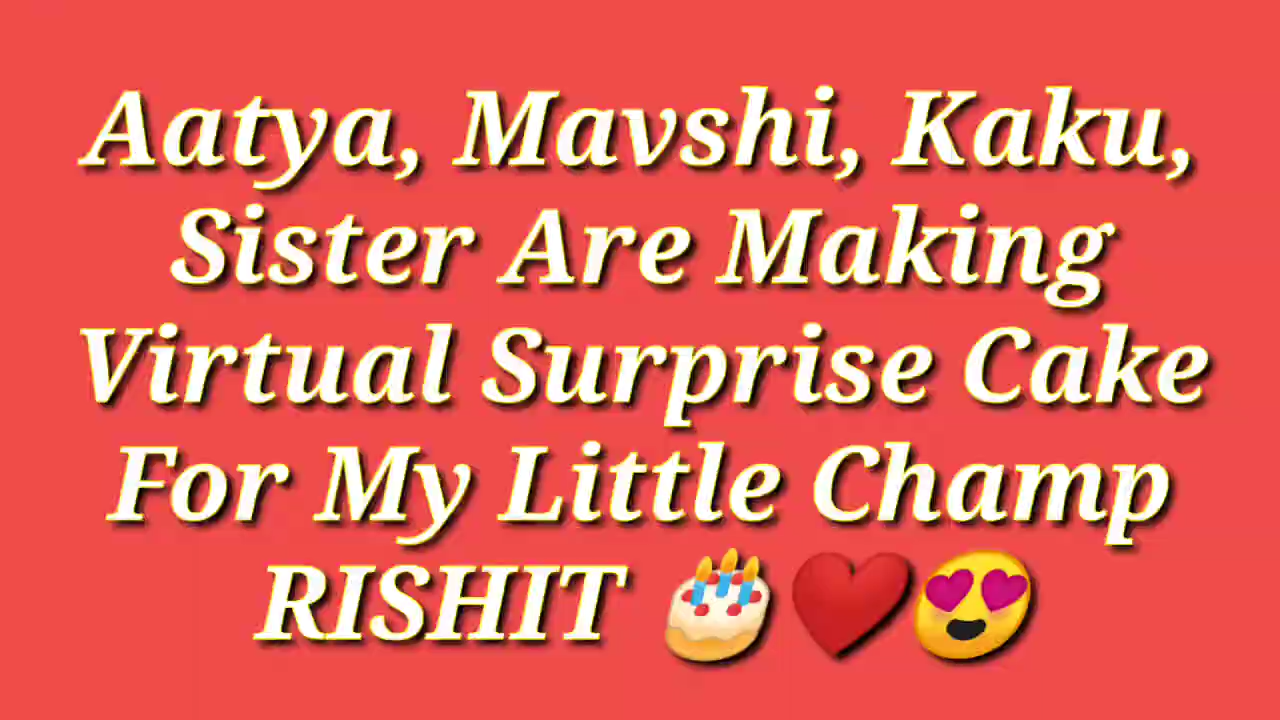 Aatya, Mavshi, Kaku,
Sister Are Making
Virtual Surprise Cake
For My Little Champ
RISHIT 🎂❤️😍